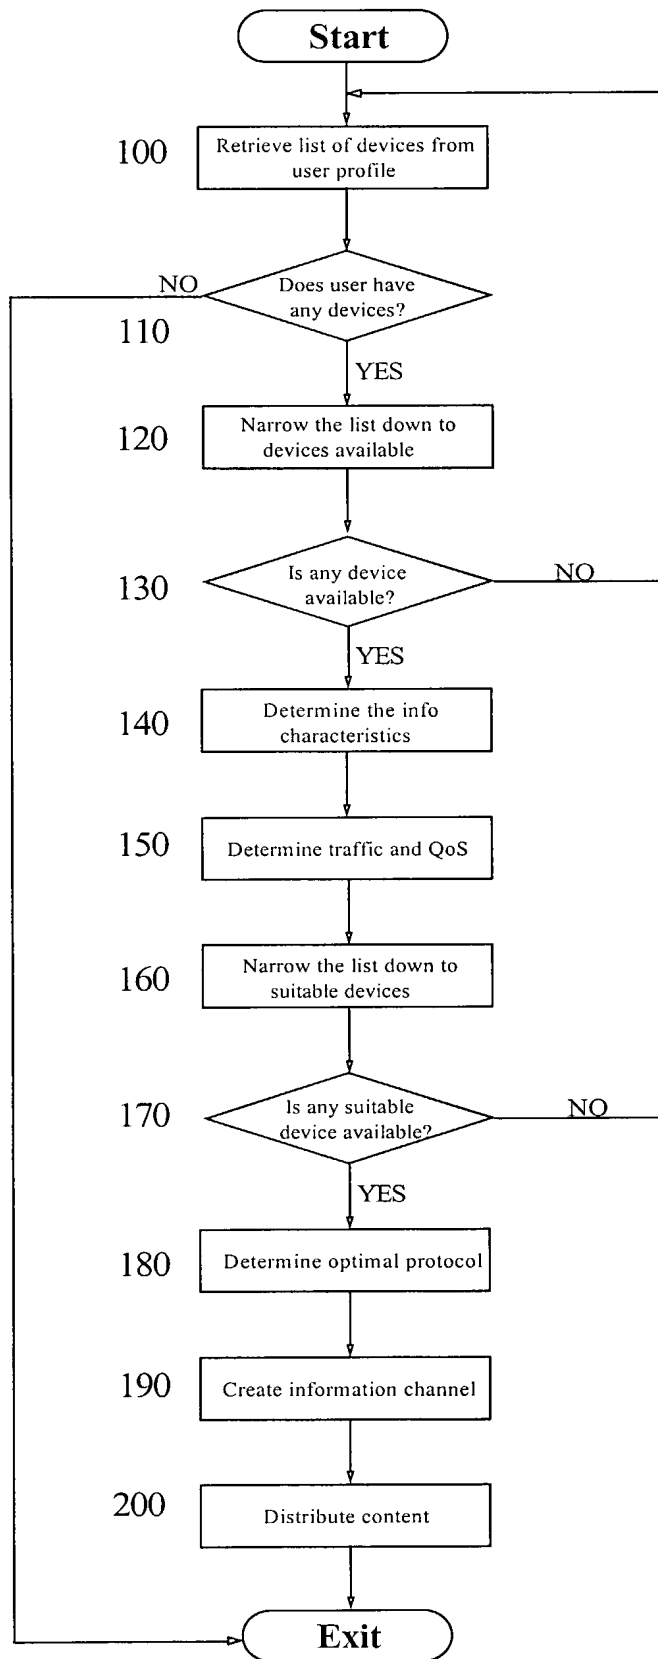 Start
100
Retrieve list of devices from
user profile
NO
Does user have
any devices?
110
YES
120
Narrow the list down to
devices available
130
Is any device
available?
NO
YES
140
Determine the info
characteristics
150
Determine traffic and QoS
160
Narrow the list down to
suitable devices
170
Is any suitable
device available?
NO
YES
180
Determine optimal protocol
190
Create information channel
200
Distribute content
Exit